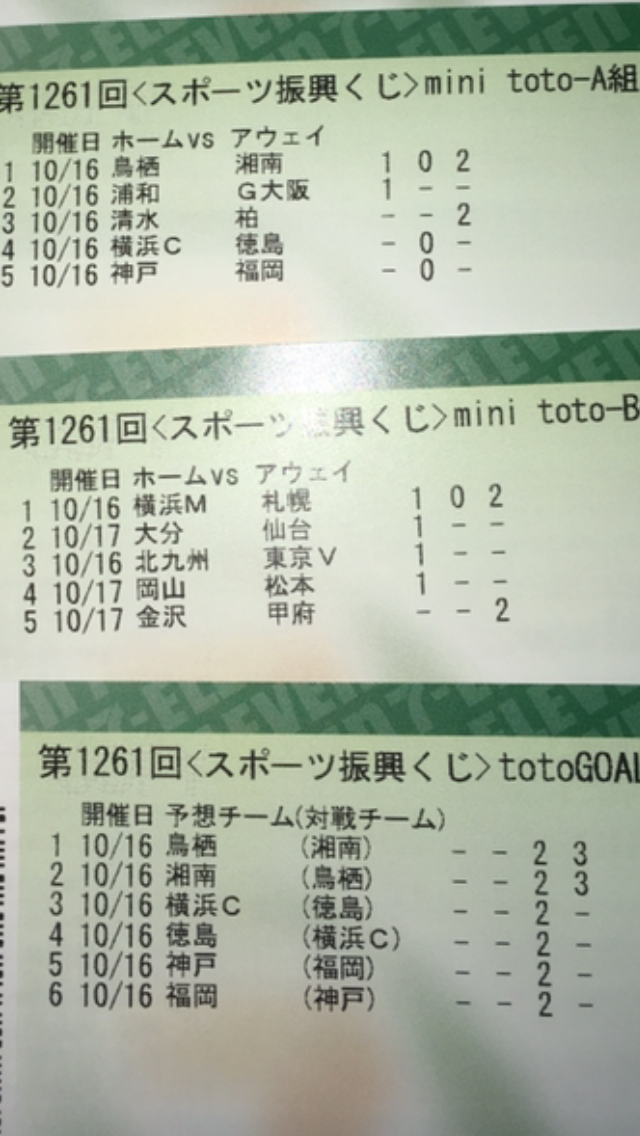 第1261回<スポーツ振興くじ>mini toto-A組
開催日 ホームvs アウェイ
1 10/16 鳥栖 湘南 1 0 2
2 10/16 浦和 G大阪 1 - -
3 10/16 清水 柏 - - 2
4 10/16 横浜C 徳島 - 0 -
5 10/16 神戸 福岡 - 0 -
7-ELEVEN
第1261回<スポーツ振興くじ>mini toto-B
開催日 ホームvs アウェイ
1 10/16 横浜M 札幌 1 0 2
2 10/17 大分 仙台 1 - -
3 10/16 北九州 東京V 1 - -
4 10/17 岡山 松本 1 - -
5 10/17 金沢 甲府 - - 2
7-ELEVEN
第1261回<スポーツ振興くじ>totoGOAL
開催日 予想チーム(対戦チーム)
1 10/16 鳥栖 (湘南) - - 2 3
2 10/16 湘南 (鳥栖) - - 2 3
3 10/16 横浜C (徳島) - - 2 -
4 10/16 徳島 (横浜C) - - 2 -
5 10/16 神戸 (福岡) - - 2 -
6 10/16 福岡 (神戸) - - 2 -